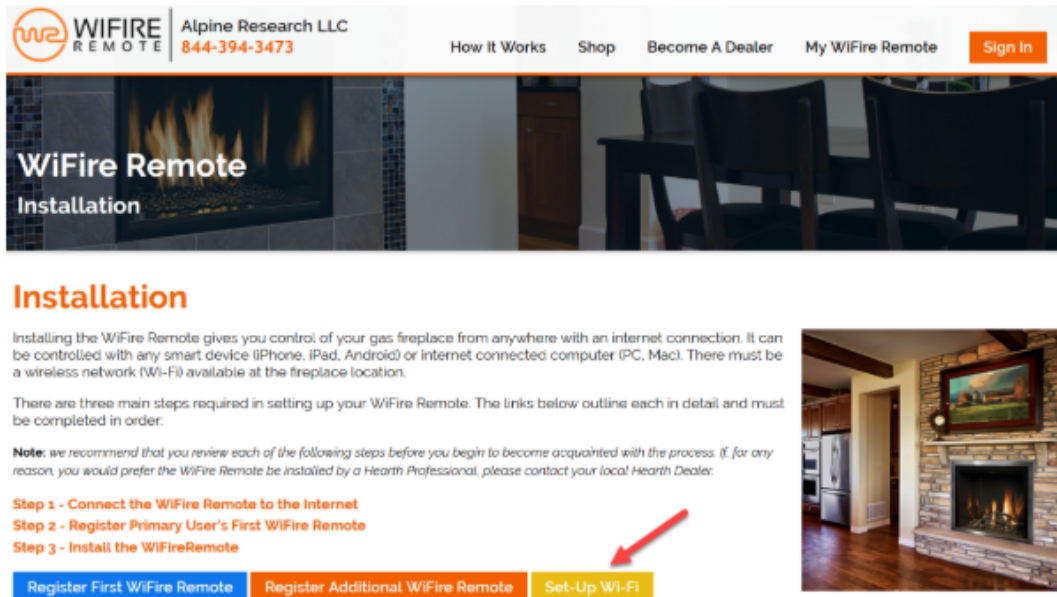 WIFIRE
REMOTE
Alpine Research LLC
844-394-3473
How It Works
Shop
Become A Dealer
My WiFire Remote
Sign In
WiFire Remote
Installation
Installation
Installing the WiFire Remote gives you control of your gas fireplace from anywhere with an internet connection. It can
be controlled with any smart device (iPhone, iPad, Android) or internet connected computer (PC, Mac). There must be
a wireless network (Wi-Fi) available at the fireplace location.
There are three main steps required in setting up your WiFire Remote. The links below outline each in detail and must
be completed in order:
Note: we recommend that you review each of the following steps before you begin to become acquainted with the process. If, for any
reason, you would prefer the WiFire Remote be installed by a Hearth Professional, please contact your local Hearth Dealer.
Step 1 - Connect the WiFire Remote to the Internet
Step 2 - Register Primary User's First WiFire Remote
Step 3 - Install the WiFireRemote
Register First WiFire Remote
Register Additional WiFire Remote
Set-Up Wi-Fi